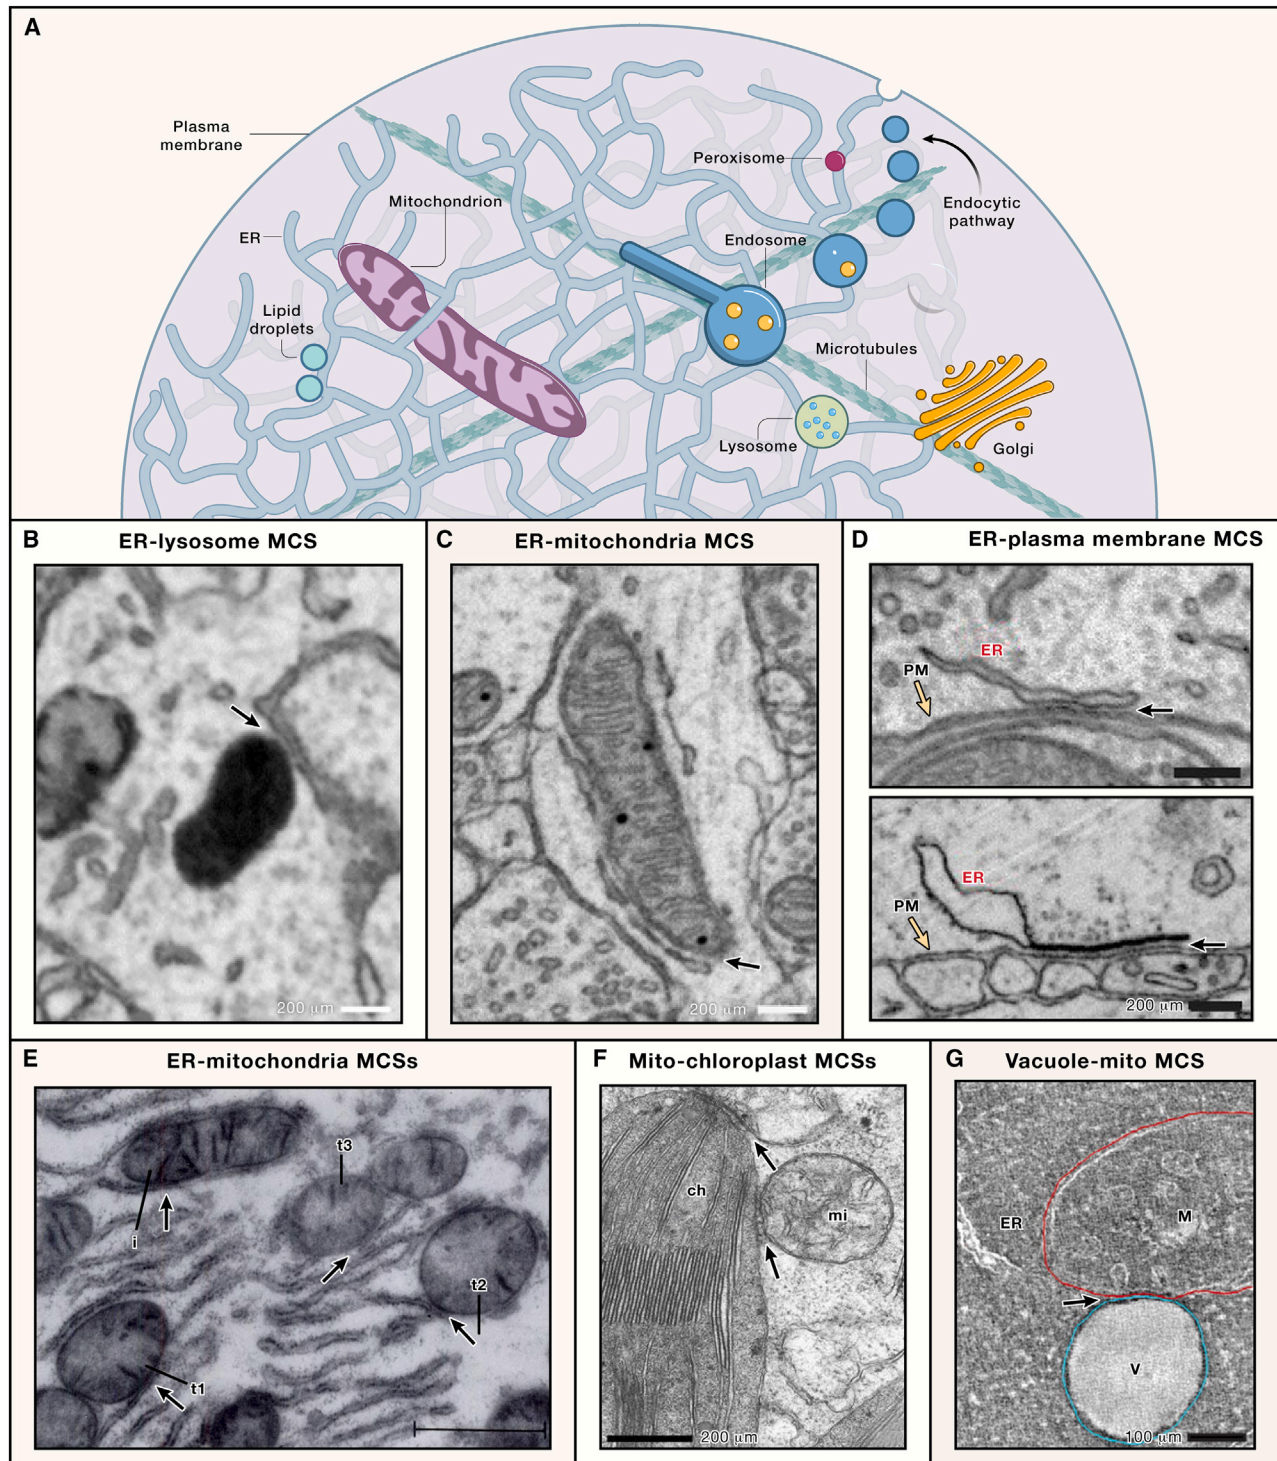 A
Plasma
membrane
Mitochondrion
ER
Lipid
droplets
Peroxisome
Endocytic
pathway
Endosome
Microtubules
Lysosome
Golgi
B
ER-lysosome MCS
200 μm
C
ER-mitochondria MCS
200 μm
D
ER-plasma membrane MCS
ER
PM
ER
PM
200 μm
E
ER-mitochondria MCSs
t3
i
t2
t1
F
Mito-chloroplast MCSs
ch
mi
200 μm
G
Vacuole-mito MCS
ER
M
V
100 μm